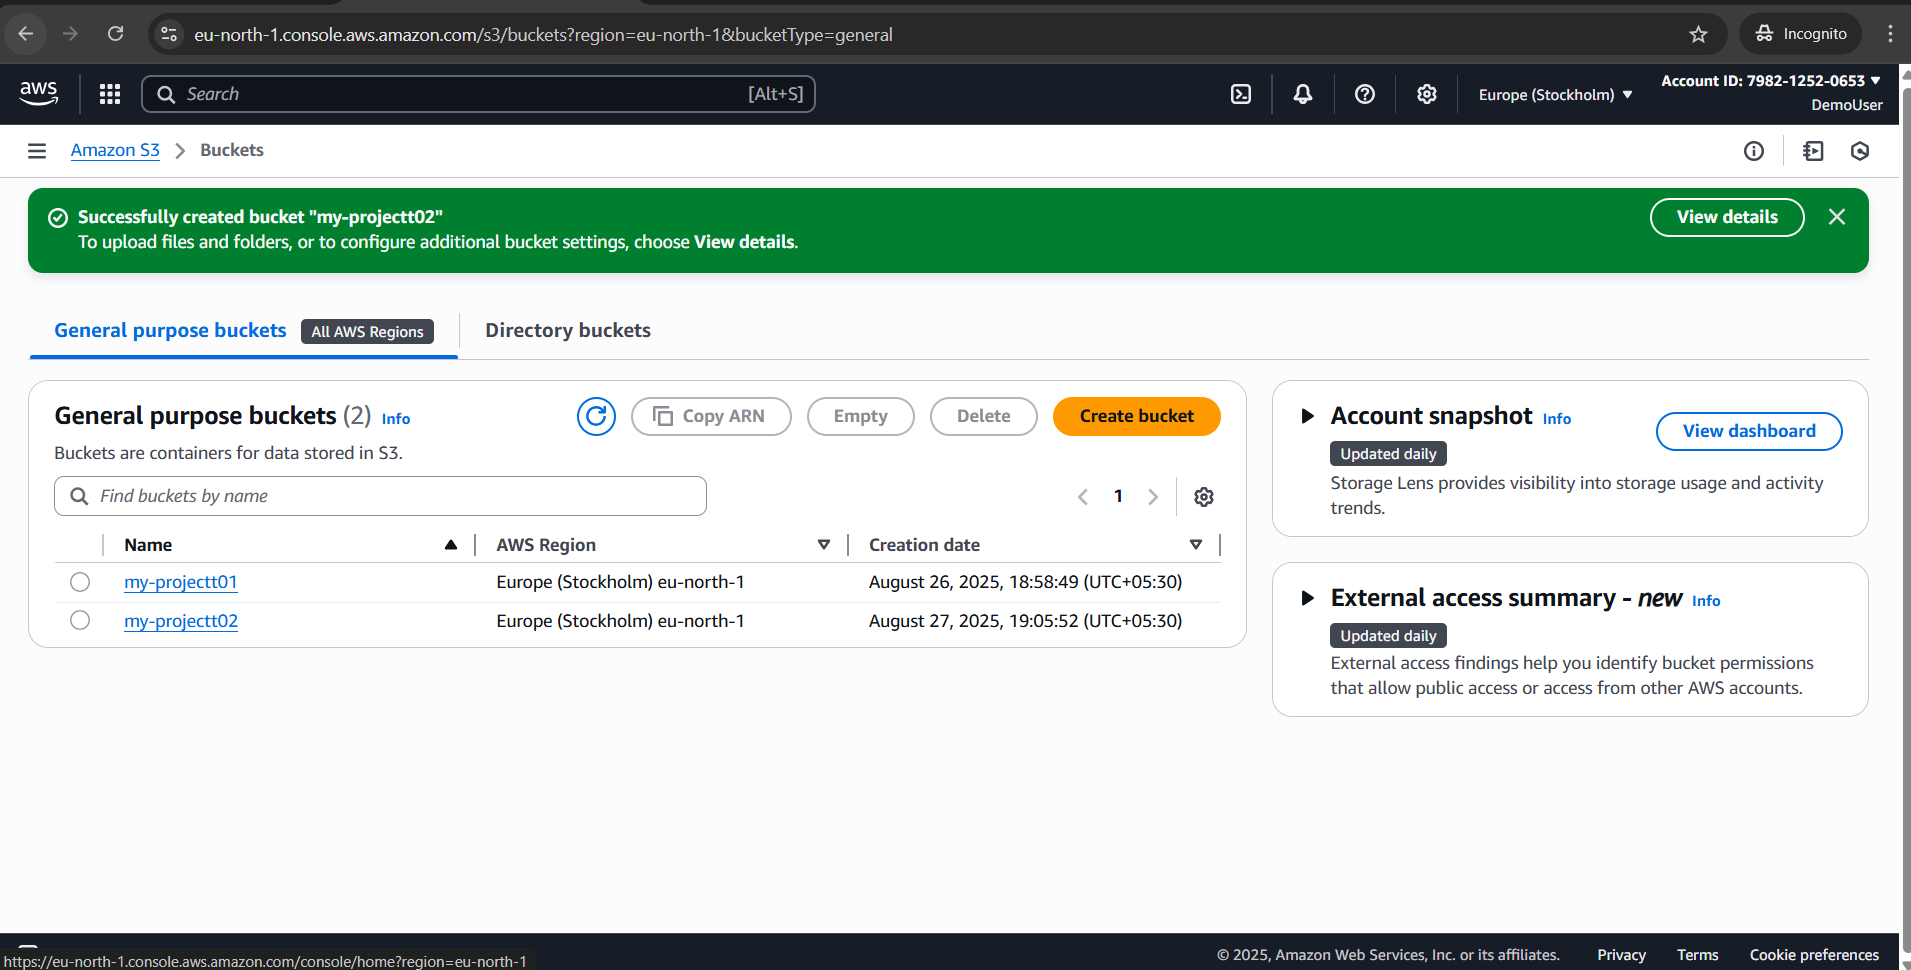 eu-north-1.console.aws.amazon.com/s3/buckets?region=eu-north-1&bucketType=general
Incognito
aws
Search
[Alt+S]
Europe (Stockholm)
Account ID: 7982-1252-0653
DemoUser
Amazon S3
Buckets
Successfully created bucket "my-projectt02"
To upload files and folders, or to configure additional bucket settings, choose View details.
View details
General purpose buckets
All AWS Regions
Directory buckets
General purpose buckets (2) Info
Copy ARN
Empty
Delete
Create bucket
Buckets are containers for data stored in S3.
Find buckets by name
1
Name
AWS Region
Creation date
my-projectt01 Europe (Stockholm) eu-north-1 August 26, 2025, 18:58:49 (UTC+05:30)
my-projectt02 Europe (Stockholm) eu-north-1 August 27, 2025, 19:05:52 (UTC+05:30)
Account snapshot Info
View dashboard
Updated daily
Storage Lens provides visibility into storage usage and activity
trends.
External access summary - new Info
Updated daily
External access findings help you identify bucket permissions
that allow public access or access from other AWS accounts.
https://eu-north-1.console.aws.amazon.com/console/home?region=eu-north-1
© 2025, Amazon Web Services, Inc. or its affiliates.
Privacy
Terms
Cookie preferences